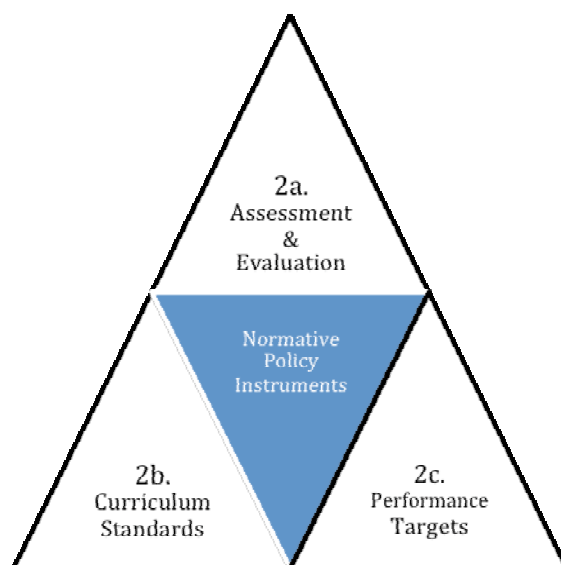 2a.
Assessment
&
Evaluation
Normative
Policy
Instruments
2b.
Curriculum
Standards
2c.
Performance
Targets